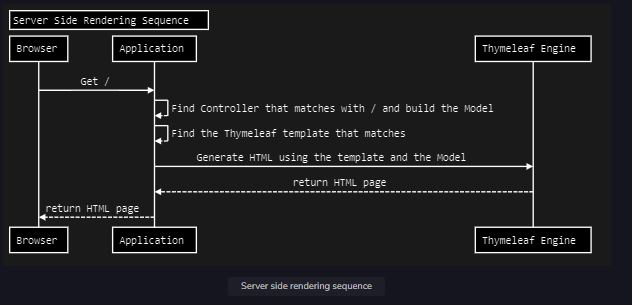 Server Side Rendering Sequence
Browser Application Thymeleaf Engine
Get /
Find Controller that matches with / and build the Model
Find the Thymeleaf template that matches
Generate HTML using the template and the Model
return HTML page
return HTML page
Browser Application Thymeleaf Engine
Server side rendering sequence